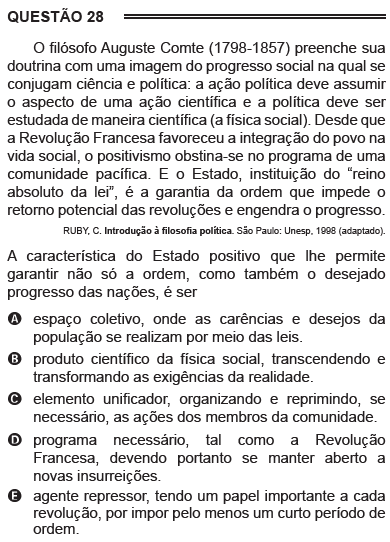 QUESTÃO 28
O filósofo Auguste Comte (1798-1857) preenche sua
doutrina com uma imagem do progresso social na qual se
conjugam ciência e política: a ação política deve assumir
o aspecto de uma ação científica e a política deve ser
estudada de maneira científica (a física social). Desde que
a Revolução Francesa favoreceu a integração do povo na
vida social, o positivismo obstina-se no programa de uma
comunidade pacífica. E o Estado, instituição do “reino
absoluto da lei”, é a garantia da ordem que impede o
retorno potencial das revoluções e engendra o progresso.
RUBY, C. Introdução à filosofia política. São Paulo: Unesp, 1998 (adaptado).
A característica do Estado positivo que lhe permite
garantir não só a ordem, como também o desejado
progresso das nações, é ser
A espaço coletivo, onde as carências e desejos da
população se realizam por meio das leis.
B produto científico da física social, transcendendo e
transformando as exigências da realidade.
C elemento unificador, organizando e reprimindo, se
necessário, as ações dos membros da comunidade.
D programa necessário, tal como a Revolução
Francesa, devendo portanto se manter aberto a
novas insurreições.
E agente repressor, tendo um papel importante a cada
revolução, por impor pelo menos um curto período de
ordem.